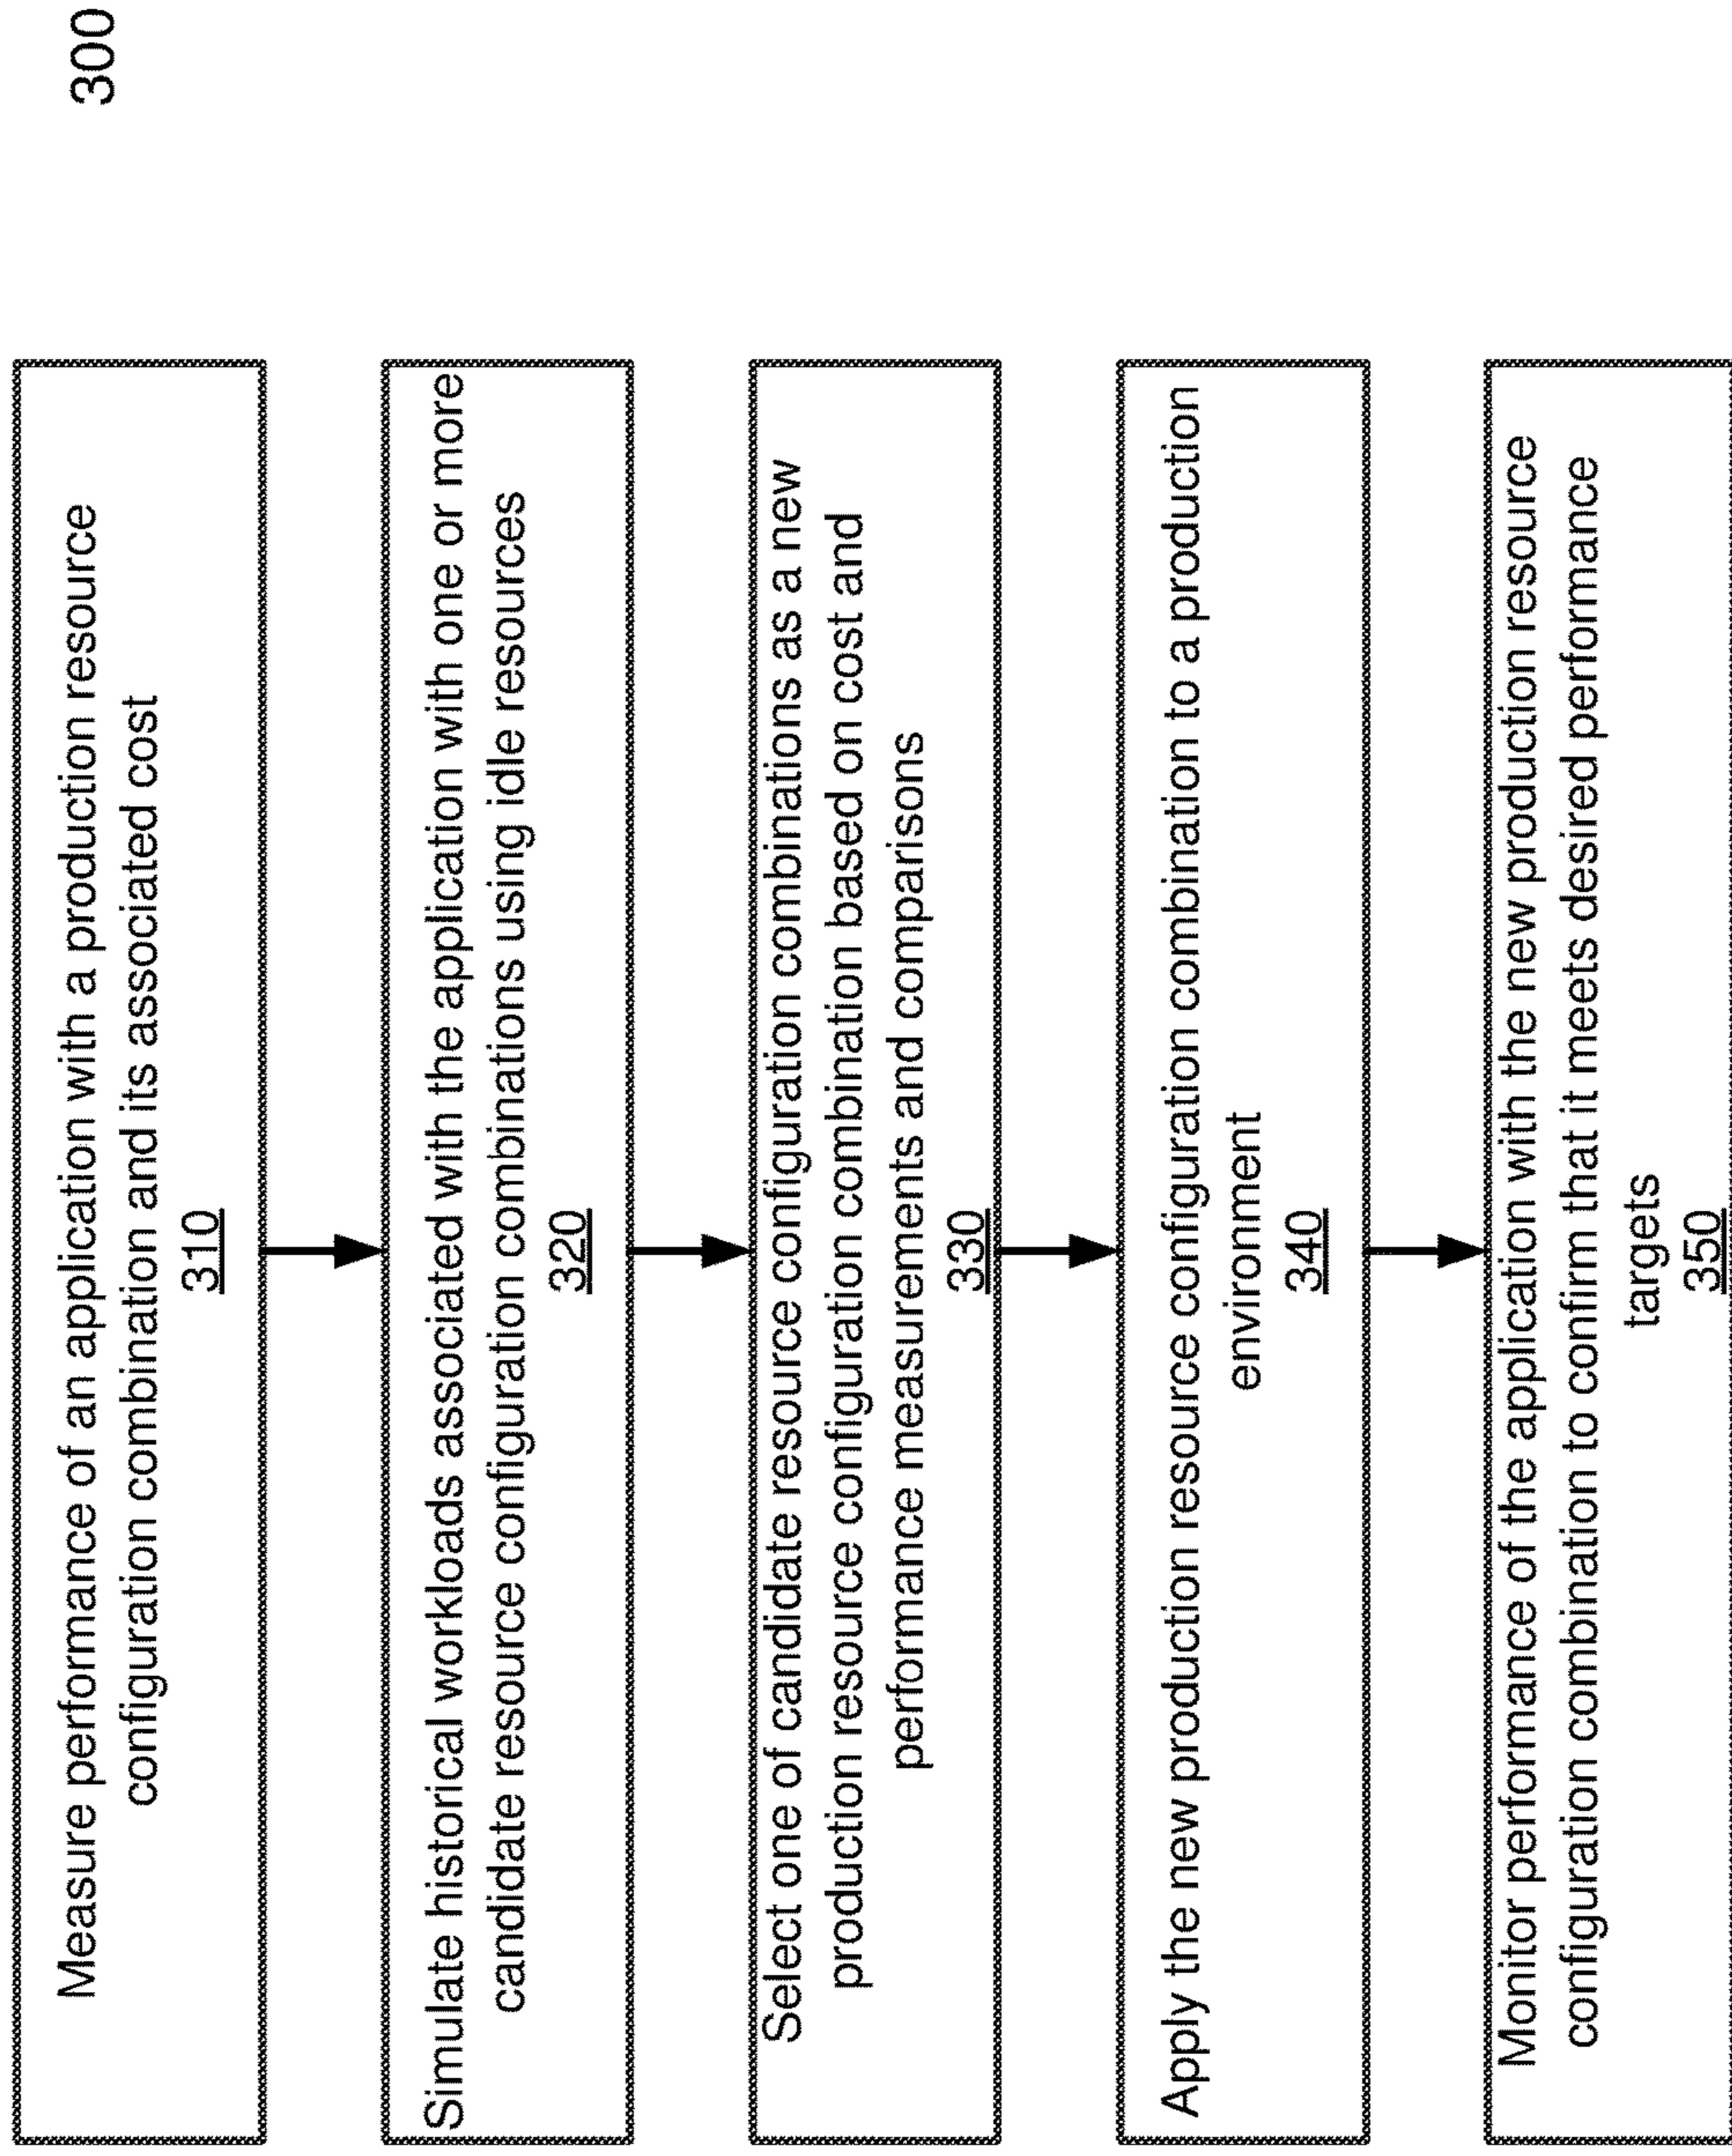 300
Measure performance of an application with a production resource
configuration combination and its associated cost
310
Simulate historical workloads associated with the application with one or more
candidate resource configuration combinations using idle resources
320
Select one of candidate resource configuration combinations as a new
production resource configuration combination based on cost and
performance measurements and comparisons
330
Apply the new production resource configuration combination to a production
environment
340
Monitor performance of the application with the new production resource
configuration combination to confirm that it meets desired performance
targets
350